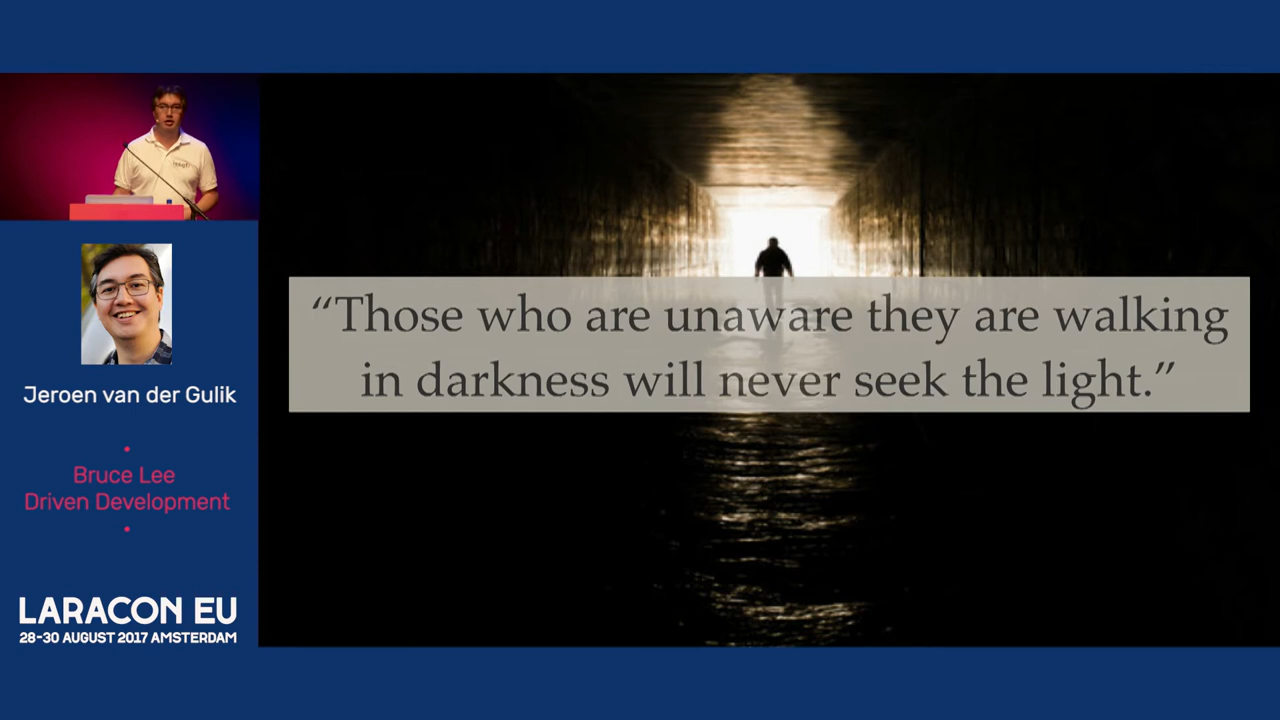 Jeroen van der Gulik
•
Bruce Lee
Driven Development
•
LARACON EU
28-30 AUGUST 2017 AMSTERDAM
“Those who are unaware they are walking
in darkness will never seek the light.”